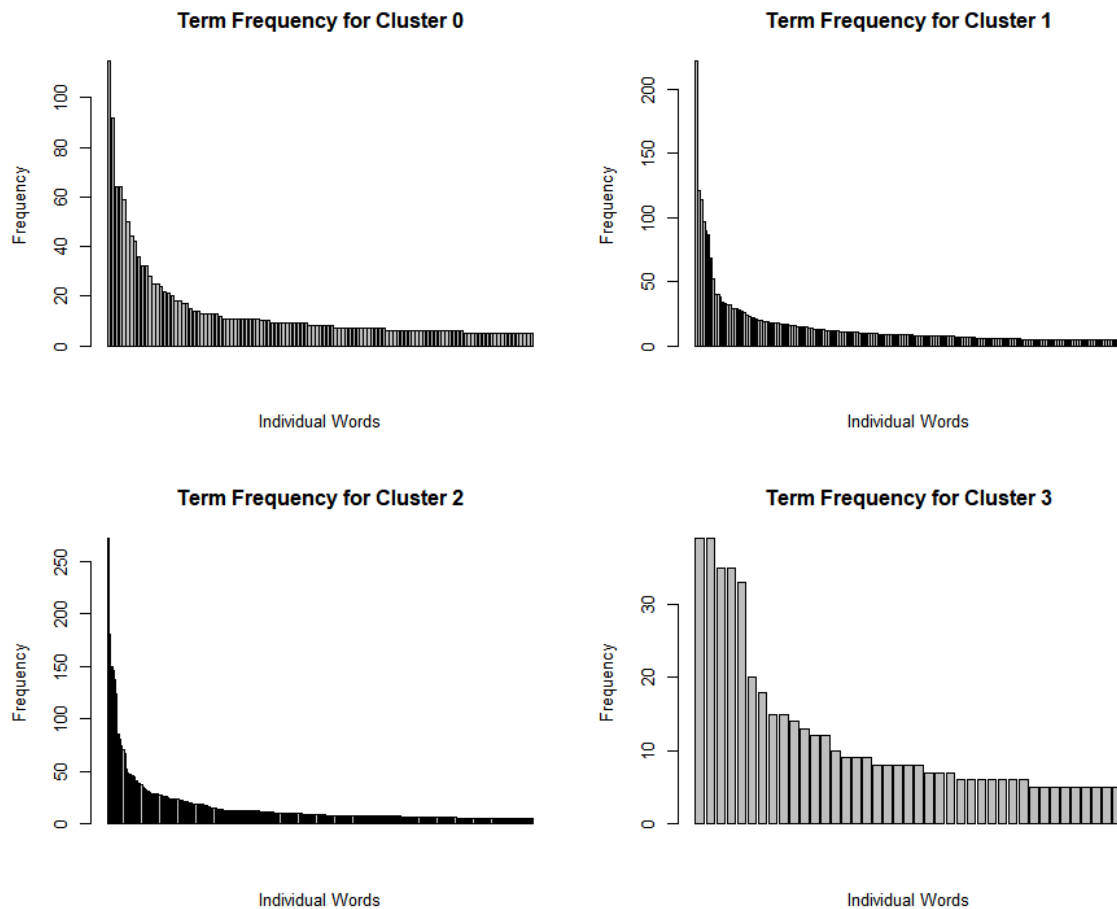 Term Frequency for Cluster 0
Frequency
0
20
40
60
80
100
Individual Words
Term Frequency for Cluster 1
Frequency
0
50
100
150
200
Individual Words
Term Frequency for Cluster 2
Frequency
0
50
100
150
200
250
Individual Words
Term Frequency for Cluster 3
Frequency
0
10
20
30
Individual Words